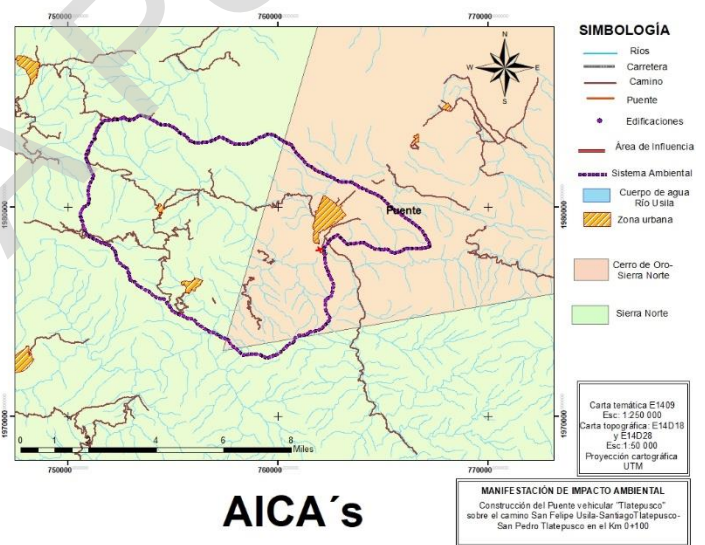 750000
760000
770000
SIMBOLOGÍA
N
W
E
S
Ríos
Carretera
Camino
Puente
Edificaciones
Área de Influencia
Sistema Ambiental
Cuerpo de agua
Río Usila
Zona urbana
Cerro de Oro-
Sierra Norte
Sierra Norte
1980000
Puente
1980000
1970000
1970000
0 1 2 4 6 8
Miles
750000
760000
770000
Carta temática E1409
Esc: 1:250 000
Carta topográfica: E14D18
y E14D28
Esc:1:50 000
Proyección cartográfica
UTM
AICA´s
MANIFESTACIÓN DE IMPACTO AMBIENTAL
Construcción del Puente vehicular "Tlatepusco"
sobre el camino San Felipe Usila-SantiagoTlatepusco-
San Pedro Tlatepusco en el Km 0+100